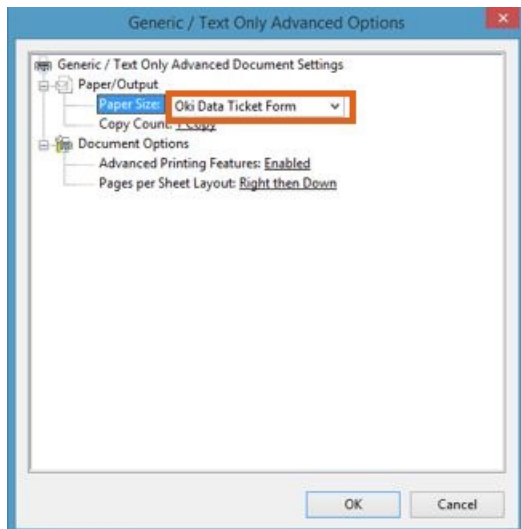 Generic / Text Only Advanced Options
Generic / Text Only Advanced Document Settings
Paper/Output
Paper Size: Oki Data Ticket Form
Copy Count: 1 Copy
Document Options
Advanced Printing Features: Enabled
Pages per Sheet Layout: Right then Down
OK Cancel